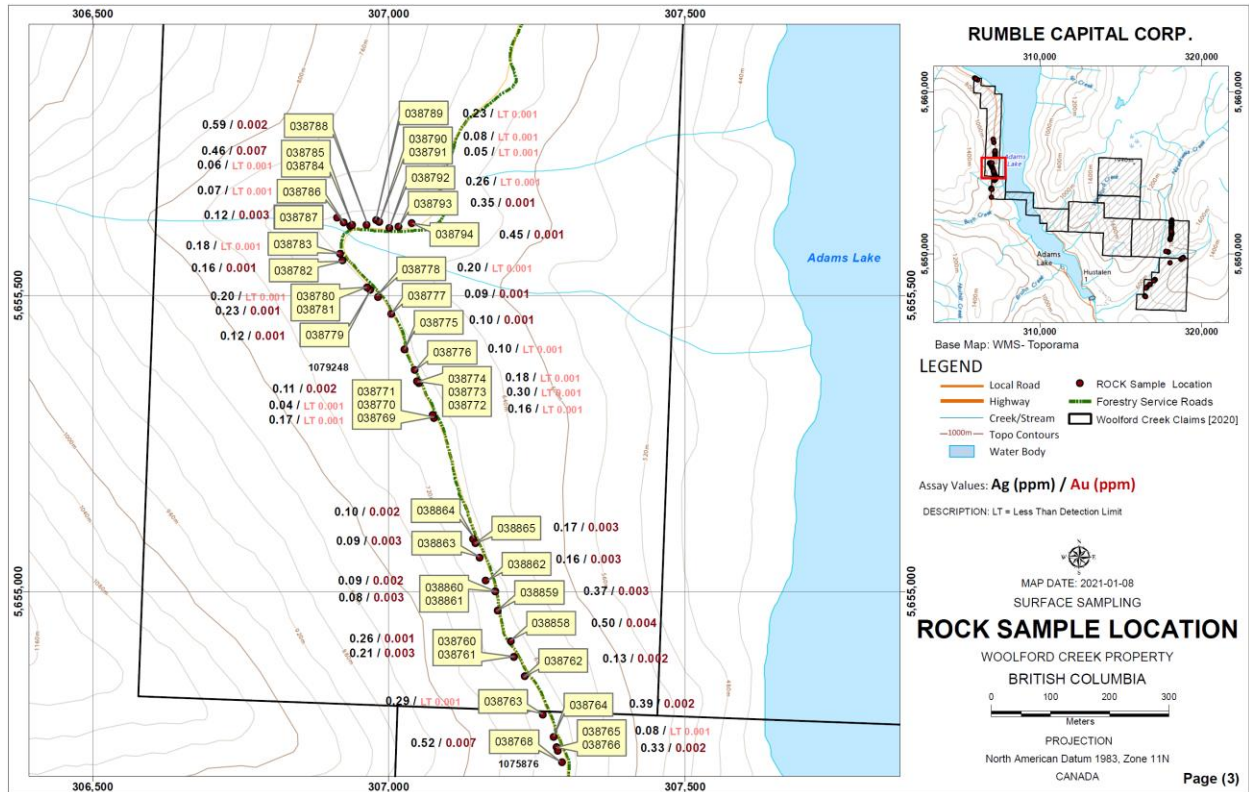 306,500
307,000
307,500
038789
0.23 / LT 0.001
0.59 / 0.002
038788
038790
0.08 / LT 0.001
038791
0.05 / LT 0.001
0.46 / 0.007
038785
0.06 / LT 0.001
038784
038792
0.26 / LT 0.001
0.07 / LT 0.001
038786
038793
0.35 / 0.001
0.12 / 0.003
038787
038794
0.45 / 0.001
0.18 / LT 0.001
038783
0.16 / 0.001
038782
038778
0.20 / LT 0.001
0.20 / LT 0.001
038780
038777
0.09 / 0.001
0.23 / 0.001
038781
0.12 / 0.001
038779
038775
0.10 / 0.001
038776
0.10 / LT 0.001
1079248
0.11 / 0.002
038771
038774
0.18 / LT 0.001
0.04 / LT 0.001
038770
038773
0.30 / LT 0.001
0.17 / LT 0.001
038769
038772
0.16 / LT 0.001
0.10 / 0.002
038864
038865
0.17 / 0.003
0.09 / 0.003
038863
038862
0.16 / 0.003
0.09 / 0.002
038860
0.08 / 0.003
038861
038859
0.37 / 0.003
038858
0.50 / 0.004
0.26 / 0.001
038760
0.21 / 0.003
038761
038762
0.13 / 0.002
0.29 / LT 0.001
038763
038764
0.39 / 0.002
038765
0.08 / LT 0.001
038766
0.33 / 0.002
0.52 / 0.007
038768
1075876
Adams Lake
5,655,500
5,655,500
5,655,000
5,655,000
306,500
307,000
307,500
RUMBLE CAPITAL CORP.
310,000
320,000
5,660,000
5,660,000
Adams
Lake
5,650,000
5,650,000
Adams
Lake
Hustalen
1
310,000
320,000
Base Map: WMS- Toporama
LEGEND
Local Road
Highway
Creek/Stream
1000m
Topo Contours
Water Body
ROCK Sample Location
Forestry Service Roads
Woolford Creek Claims [2020]
Assay Values: Ag (ppm) / Au (ppm)
DESCRIPTION: LT = Less Than Detection Limit
MAP DATE: 2021-01-08
SURFACE SAMPLING
ROCK SAMPLE LOCATION
WOOLFORD CREEK PROPERTY
BRITISH COLUMBIA
0 100 200 300
Meters
PROJECTION
North American Datum 1983, Zone 11N
CANADA
Page (3)